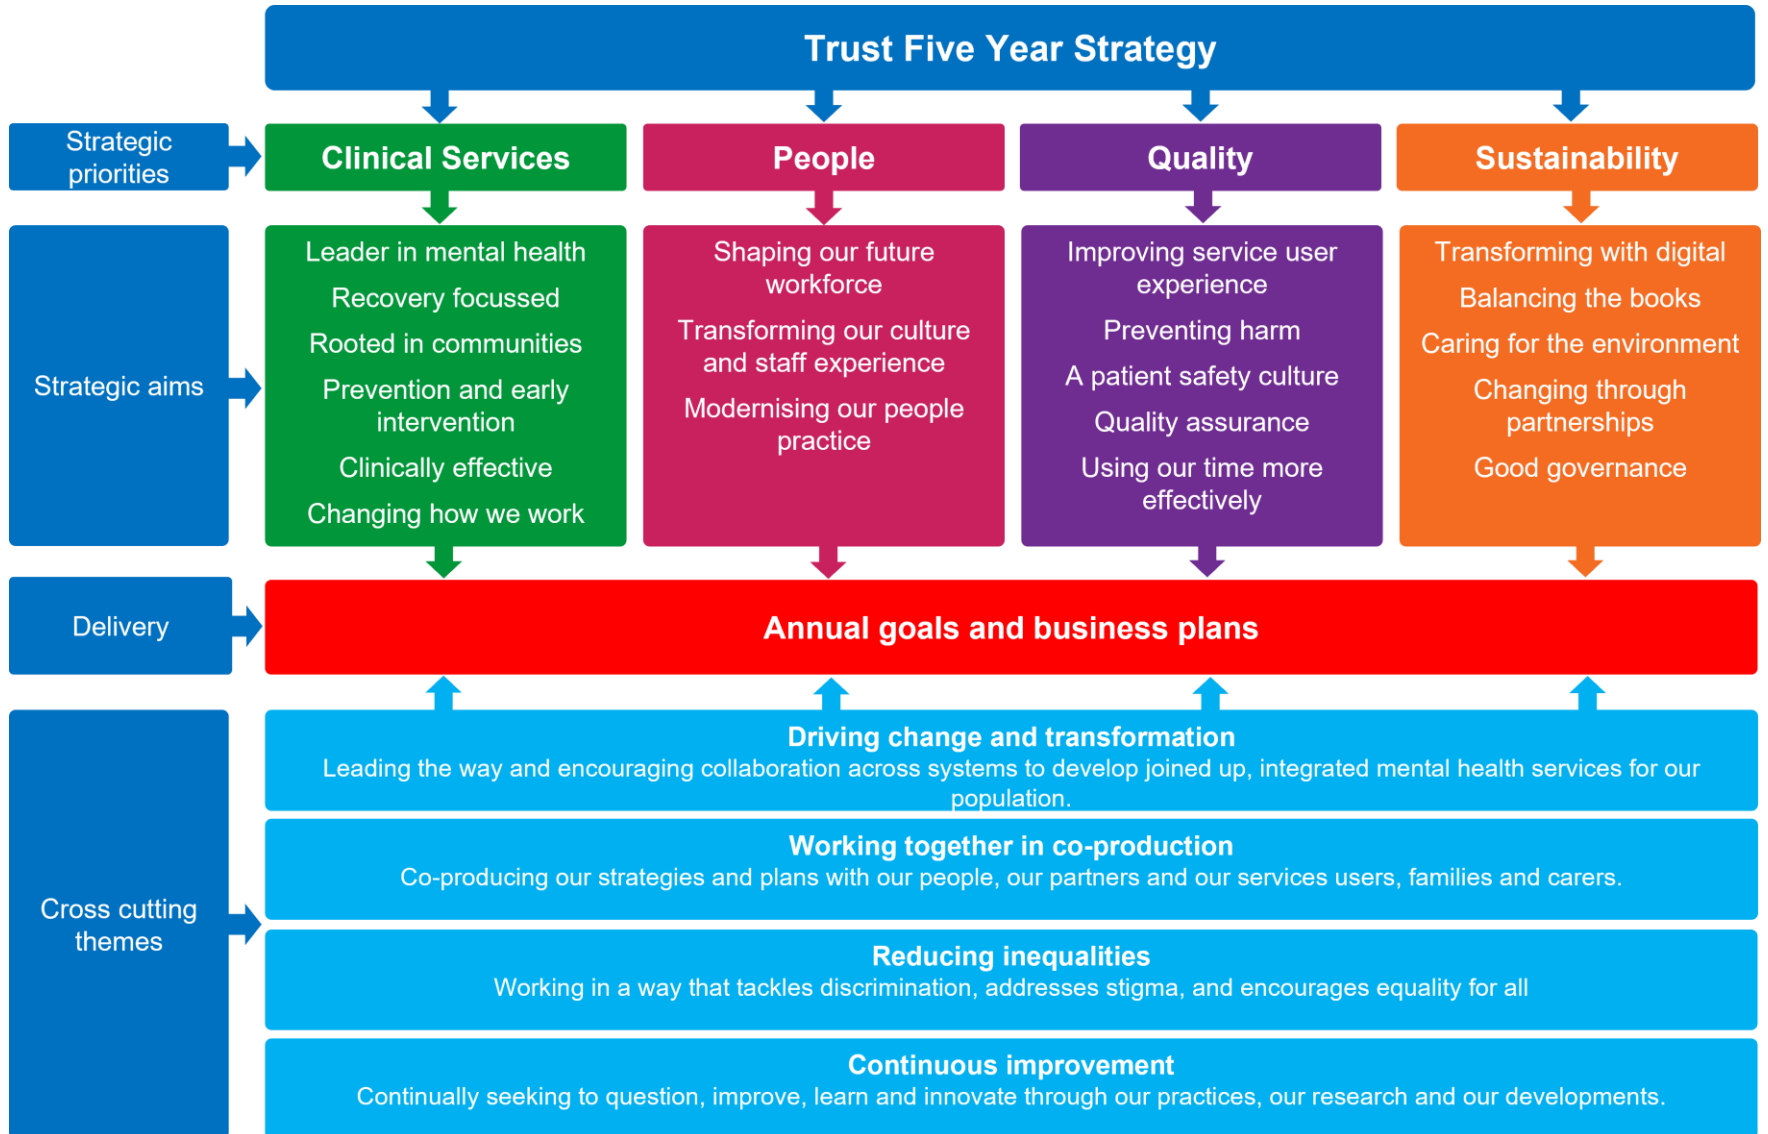 Trust Five Year Strategy
Strategic
priorities
Clinical Services
People
Quality
Sustainability
Strategic aims
Leader in mental health
Recovery focussed
Rooted in communities
Prevention and early
intervention
Clinically effective
Changing how we work
Shaping our future
workforce
Transforming our culture
and staff experience
Modernising our people
practice
Improving service user
experience
Preventing harm
A patient safety culture
Quality assurance
Using our time more
effectively
Transforming with digital
Balancing the books
Caring for the environment
Changing through
partnerships
Good governance
Delivery
Annual goals and business plans
Cross cutting
themes
Driving change and transformation
Leading the way and encouraging collaboration across systems to develop joined up, integrated mental health services for our
population.
Working together in co-production
Co-producing our strategies and plans with our people, our partners and our services users, families and carers.
Reducing inequalities
Working in a way that tackles discrimination, addresses stigma, and encourages equality for all
Continuous improvement
Continually seeking to question, improve, learn and innovate through our practices, our research and our developments.